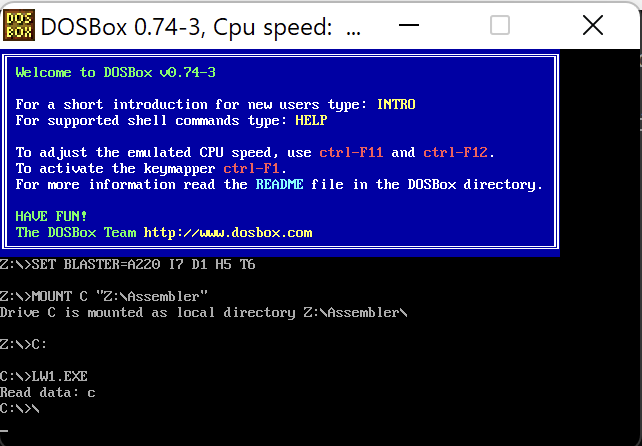 DOS
BOX
DOSBox 0.74-3, Cpu speed: ...
Welcome to DOSBox v0.74-3
For a short introduction for new users type: INTRO
For supported shell commands type: HELP
To adjust the emulated CPU speed, use ctrl-F11 and ctrl-F12.
To activate the keymapper ctrl-F1.
For more information read the README file in the DOSBox directory.
HAVE FUN!
The DOSBox Team http://www.dosbox.com
Z:\>SET BLASTER=A220 I7 D1 H5 T6
Z:\>MOUNT C "Z:\Assembler"
Drive C is mounted as local directory Z:\Assembler\
Z:\>C:
C:\>LW1.EXE
Read data: c
C:\>\
_